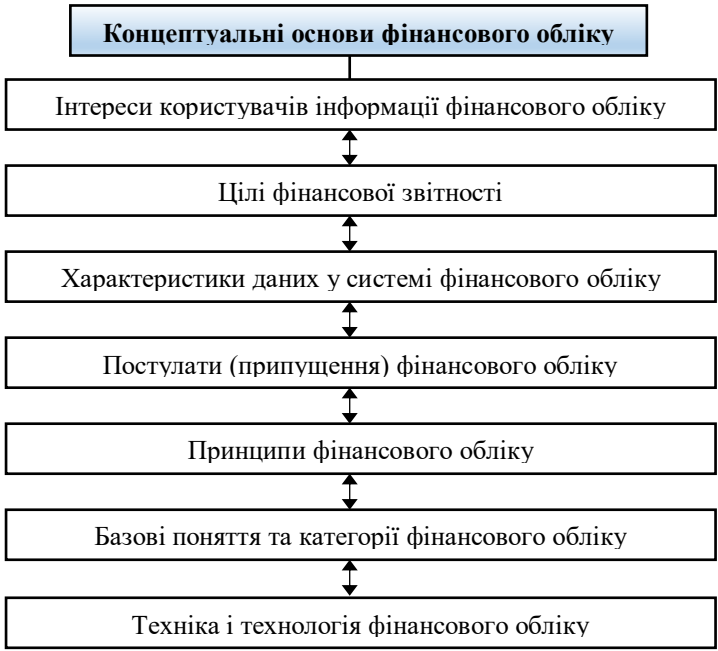 Концептуальні основи фінансового обліку
Інтереси користувачів інформації фінансового обліку
Цілі фінансової звітності
Характеристики даних у системі фінансового обліку
Постулати (припущення) фінансового обліку
Принципи фінансового обліку
Базові поняття та категорії фінансового обліку
Техніка і технологія фінансового обліку